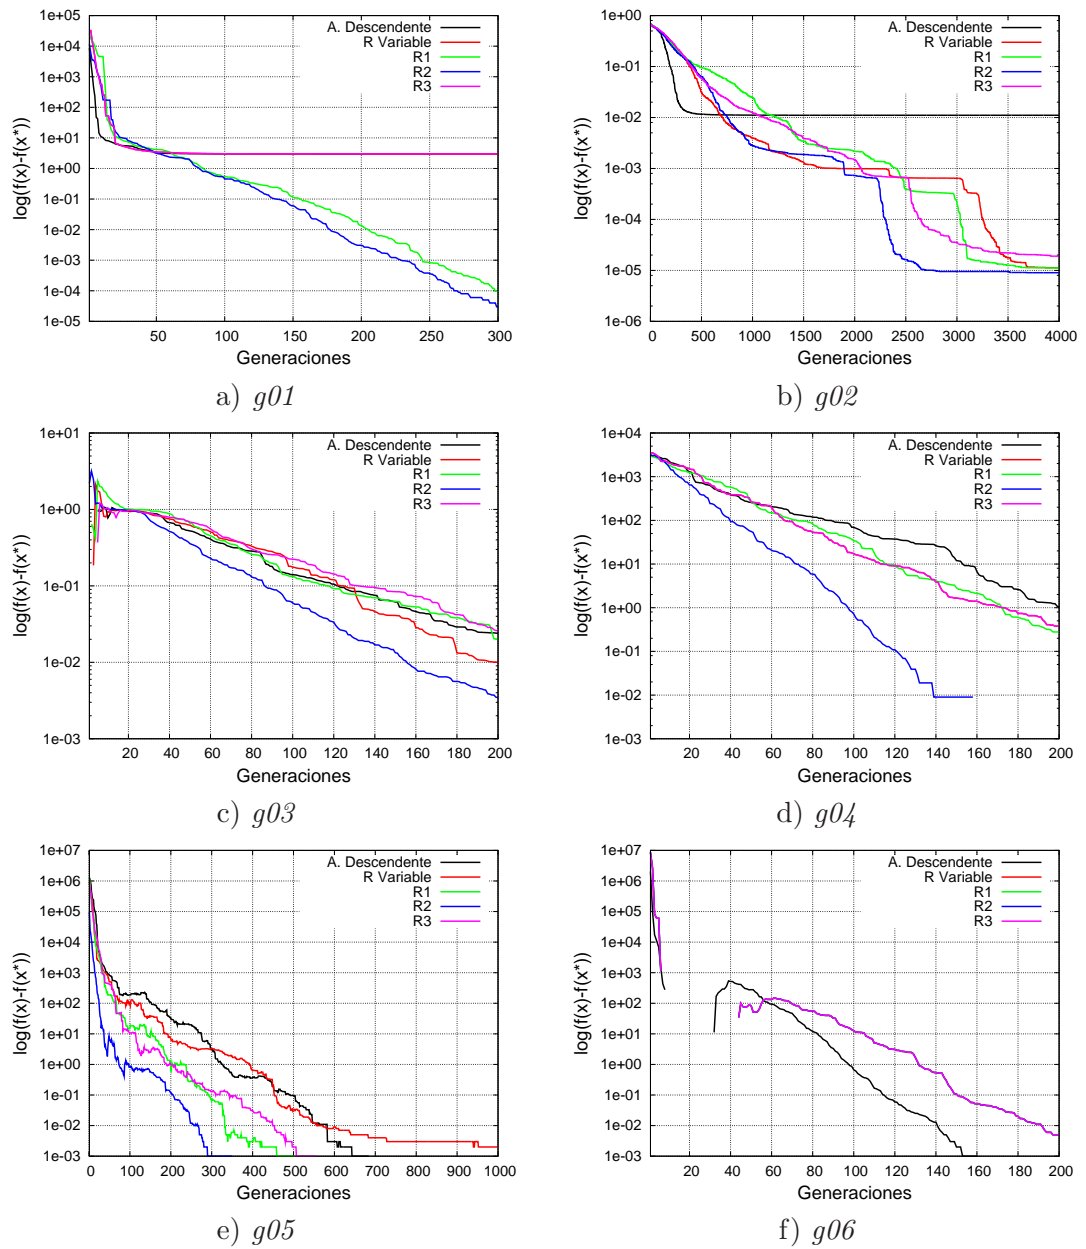 1e+05
1e+04
1e+03
1e+02
1e+01
1e+00
1e-01
1e-02
1e-03
1e-04
1e-05
log(f(x)-f(x*))
A. Descendente
R Variable
R1
R2
R3
50 100 150 200 250 300
Generaciones
a) g01
1e+00
1e-01
1e-02
1e-03
1e-04
1e-05
1e-06
log(f(x)-f(x*))
A. Descendente
R Variable
R1
R2
R3
0 500 1000 1500 2000 2500 3000 3500 4000
Generaciones
b) g02
1e+01
1e+00
1e-01
1e-02
1e-03
log(f(x)-f(x*))
A. Descendente
R Variable
R1
R2
R3
20 40 60 80 100 120 140 160 180 200
Generaciones
c) g03
1e+04
1e+03
1e+02
1e+01
1e+00
1e-01
1e-02
1e-03
log(f(x)-f(x*))
A. Descendente
R Variable
R1
R2
R3
20 40 60 80 100 120 140 160 180 200
Generaciones
d) g04
1e+07
1e+06
1e+05
1e+04
1e+03
1e+02
1e+01
1e+00
1e-01
1e-02
1e-03
log(f(x)-f(x*))
A. Descendente
R Variable
R1
R2
R3
0 100 200 300 400 500 600 700 800 900 1000
Generaciones
e) g05
1e+07
1e+06
1e+05
1e+04
1e+03
1e+02
1e+01
1e+00
1e-01
1e-02
1e-03
log(f(x)-f(x*))
A. Descendente
R Variable
R1
R2
R3
20 40 60 80 100 120 140 160 180 200
Generaciones
f) g06